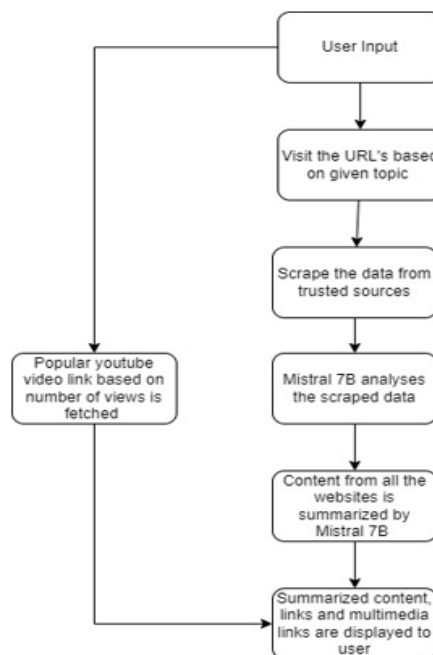 User Input
Visit the URL's based
on given topic
Scrape the data from
trusted sources
Popular youtube
video link based on
number of views is
fetched
Mistral 7B analyses
the scraped data
Content from all the
websites is
summarized by
Mistral 7B
Summarized content,
links and multimedia
links are displayed to
user